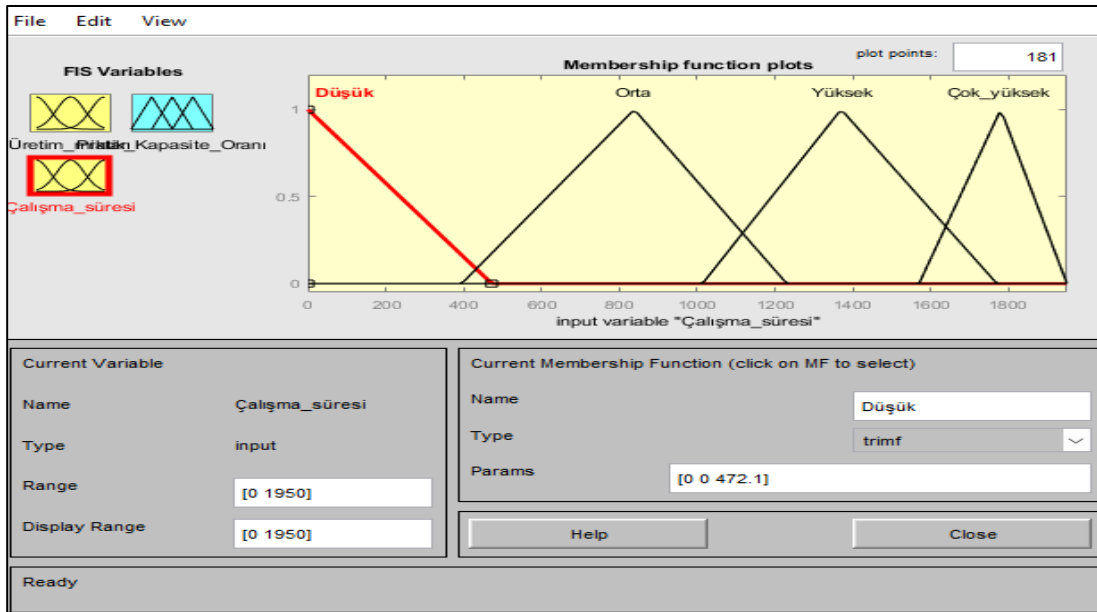 File Edit View
FIS Variables
Kapasite_Oranı
Çalışma_süresi
Membership function plots
plot points: 181
Düşük Orta Yüksek Çok_yüksek
1
0.5
0
0 200 400 600 800 1000 1200 1400 1600 1800
input variable "Çalışma_süresi"
Current Variable
Name Çalışma_süresi
Type input
Range [0 1950]
Display Range [0 1950]
Current Membership Function (click on MF to select)
Name Düşük
Type trimf
Params [0 0 472.1]
Help Close
Ready